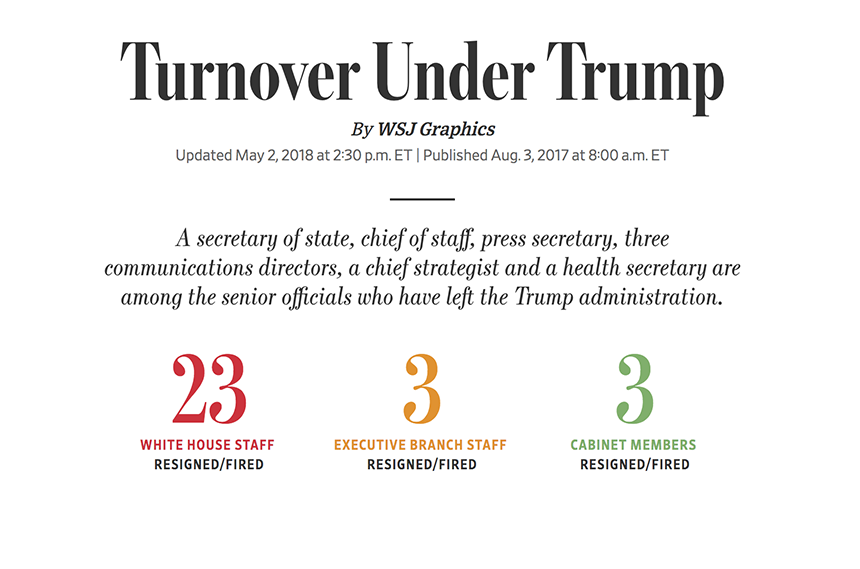 Turnover Under Trump
By WSJ Graphics
Updated May 2, 2018 at 2:30 p.m. ET | Published Aug. 3, 2017 at 8:00 a.m. ET
A secretary of state, chief of staff, press secretary, three
communications directors, a chief strategist and a health secretary are
among the senior officials who have left the Trump administration.
23
WHITE HOUSE STAFF
RESIGNED/FIRED
3
EXECUTIVE BRANCH STAFF
RESIGNED/FIRED
3
CABINET MEMBERS
RESIGNED/FIRED